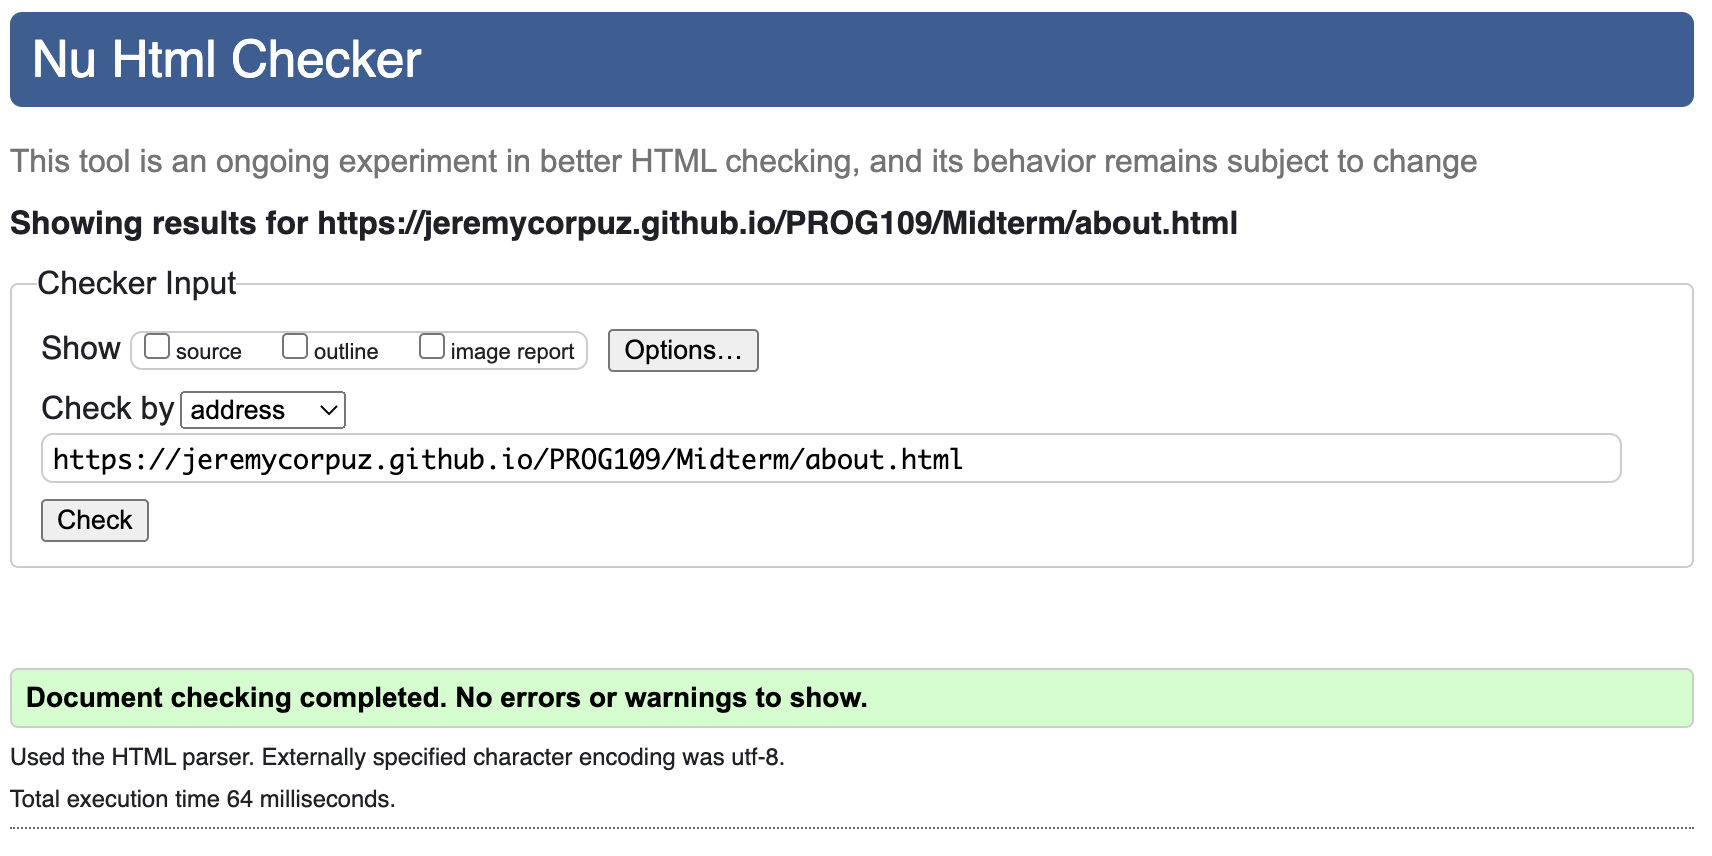 Nu Html Checker
This tool is an ongoing experiment in better HTML checking, and its behavior remains subject to change
Showing results for https://jeremycorpuz.github.io/PROG109/Midterm/about.html
Checker Input
Show source outline image report Options...
Check by address
https://jeremycorpuz.github.io/PROG109/Midterm/about.html
Check
Document checking completed. No errors or warnings to show.
Used the HTML parser. Externally specified character encoding was utf-8.
Total execution time 64 milliseconds.